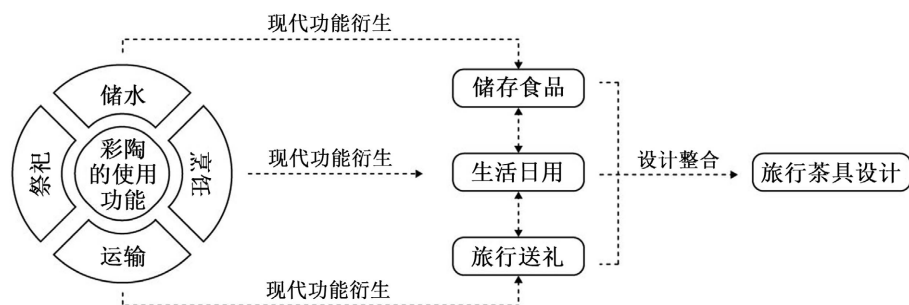 现代功能衍生
储水
祭祀
彩陶
的使用
功能
烹饪
运输
现代功能衍生
现代功能衍生
储存食品
生活日用
旅行送礼
设计整合
旅行茶具设计